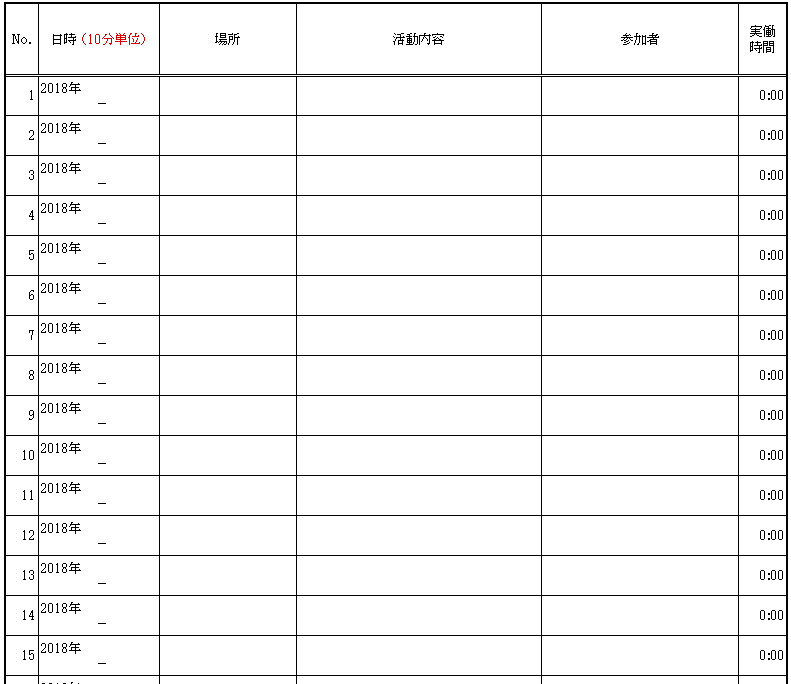 No. 日時（10分単位） 場所 活動内容 参加者 実働
時間
1 2018年
_ 0:00
2 2018年
_ 0:00
3 2018年
_ 0:00
4 2018年
_ 0:00
5 2018年
_ 0:00
6 2018年
_ 0:00
7 2018年
_ 0:00
8 2018年
_ 0:00
9 2018年
_ 0:00
10 2018年
_ 0:00
11 2018年
_ 0:00
12 2018年
_ 0:00
13 2018年
_ 0:00
14 2018年
_ 0:00
15 2018年
_ 0:00